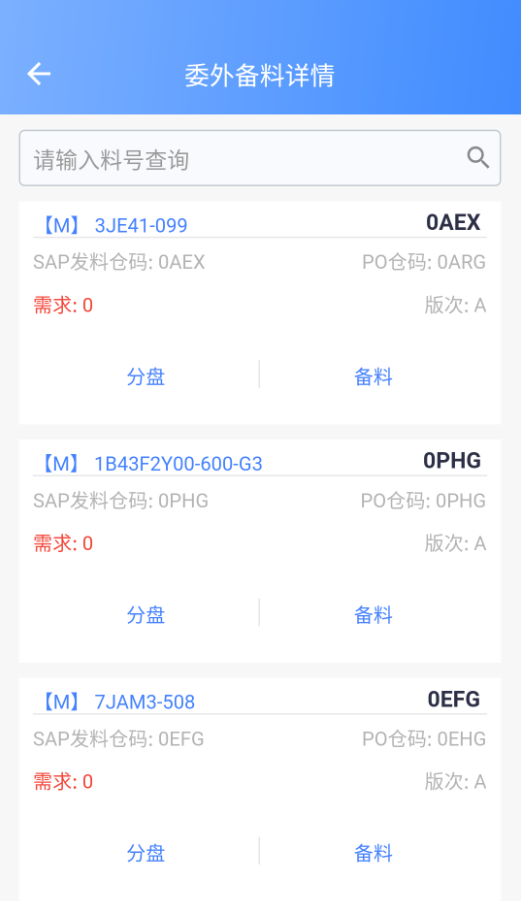 委外备料详情
请输入料号查询
【M】 3JE41-099 0AEX
SAP发料仓码: 0AEX PO仓码: 0ARG
需求: 0 版次: A
分盘 备料
【M】 1B43F2Y00-600-G3 0PHG
SAP发料仓码: 0PHG PO仓码: 0PHG
需求: 0 版次: A
分盘 备料
【M】 7JAM3-508 0EFG
SAP发料仓码: 0EFG PO仓码: 0EHG
需求: 0 版次: A
分盘 备料